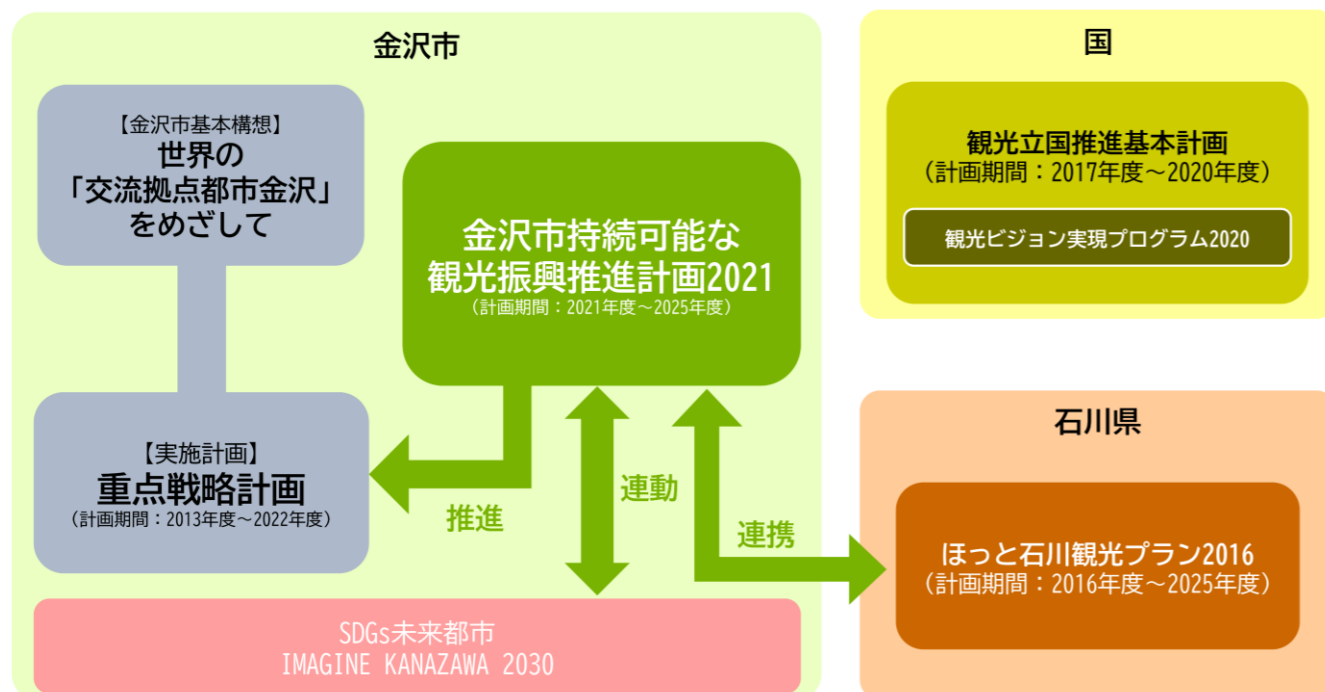 金沢市
【金沢市基本構想】
世界の
「交流拠点都市金沢」
をめざして
金沢市持続可能な
観光振興推進計画2021
(計画期間：2021年度～2025年度)
【実施計画】
重点戦略計画
(計画期間：2013年度～2022年度)
推進
連動
連携
SDGs未来都市
IMAGINE KANAZAWA 2030
国
観光立国推進基本計画
(計画期間：2017年度～2020年度)
観光ビジョン実現プログラム2020
石川県
ほっと石川観光プラン2016
(計画期間：2016年度～2025年度)